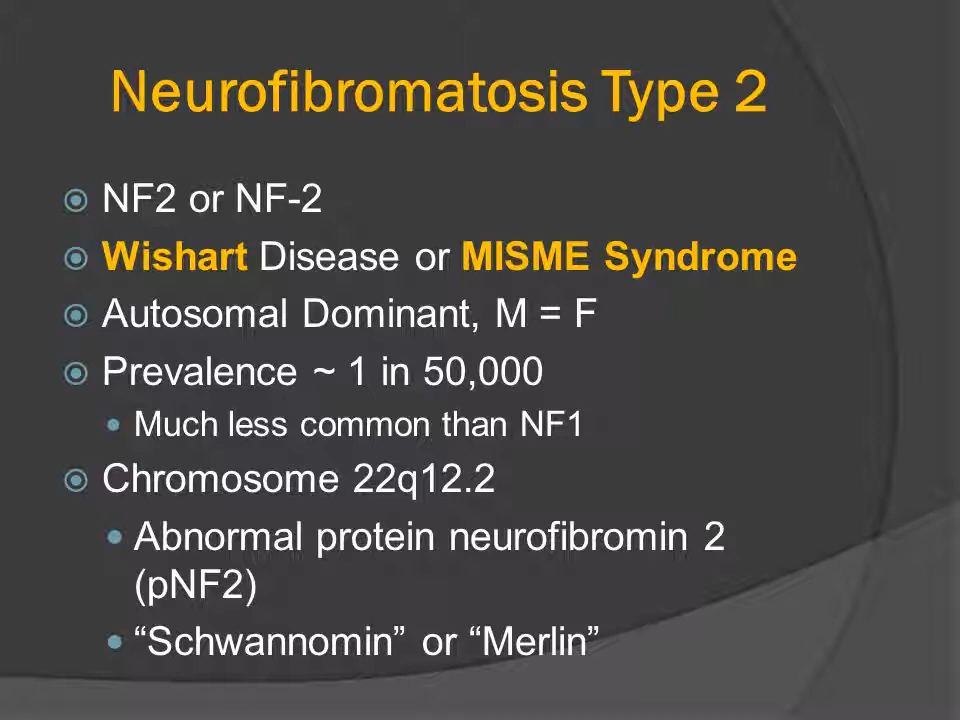 Neurofibromatosis Type 2
NF2 or NF-2
Wishart Disease or MISME Syndrome
Autosomal Dominant, M = F
Prevalence ~ 1 in 50,000
Much less common than NF1
Chromosome 22q12.2
Abnormal protein neurofibromin 2
(pNF2)
“Schwannomin” or “Merlin”